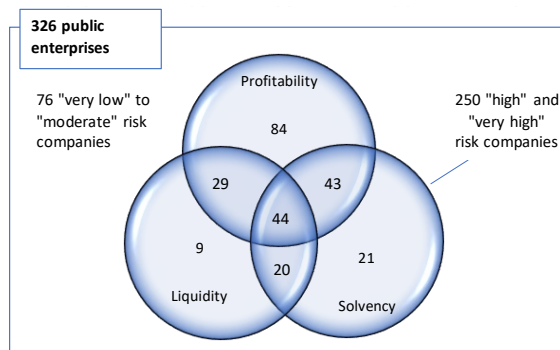 326 public
enterprises
76 "very low" to
"moderate" risk
companies
250 "high" and
"very high"
risk companies
Profitability
84
29
43
44
9
20
21
Liquidity
Solvency